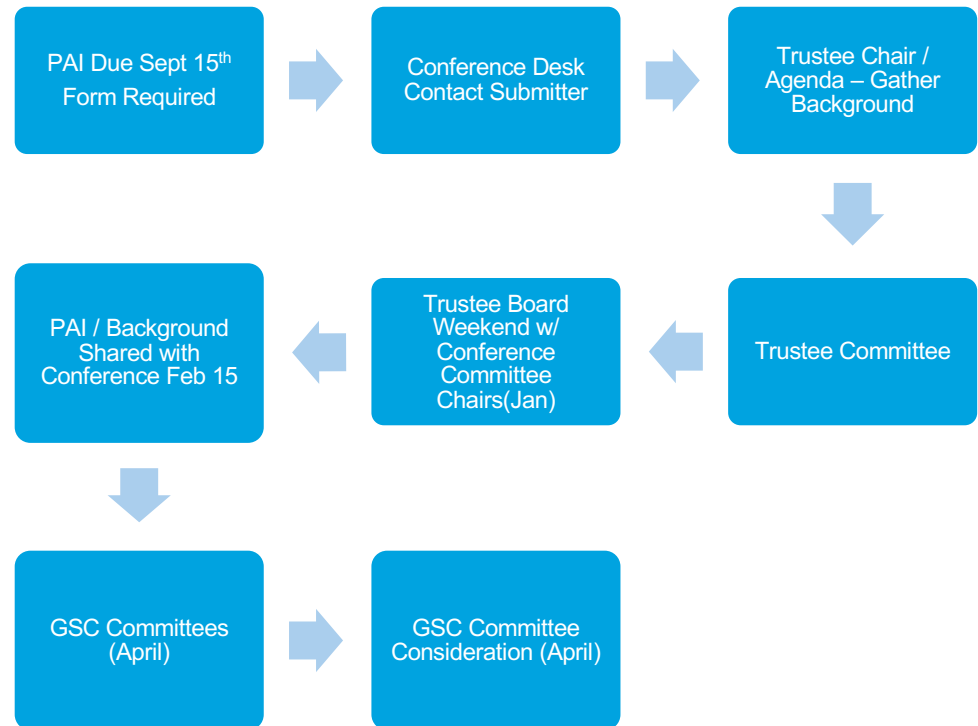 PAI Due Sept 15th
Form Required
Conference Desk
Contact Submitter
Trustee Chair /
Agenda – Gather
Background
Trustee Committee
Trustee Board
Weekend w/
Conference
Committee
Chairs(Jan)
PAI / Background
Shared with
Conference Feb 15
GSC Committees
(April)
GSC Committee
Consideration (April)